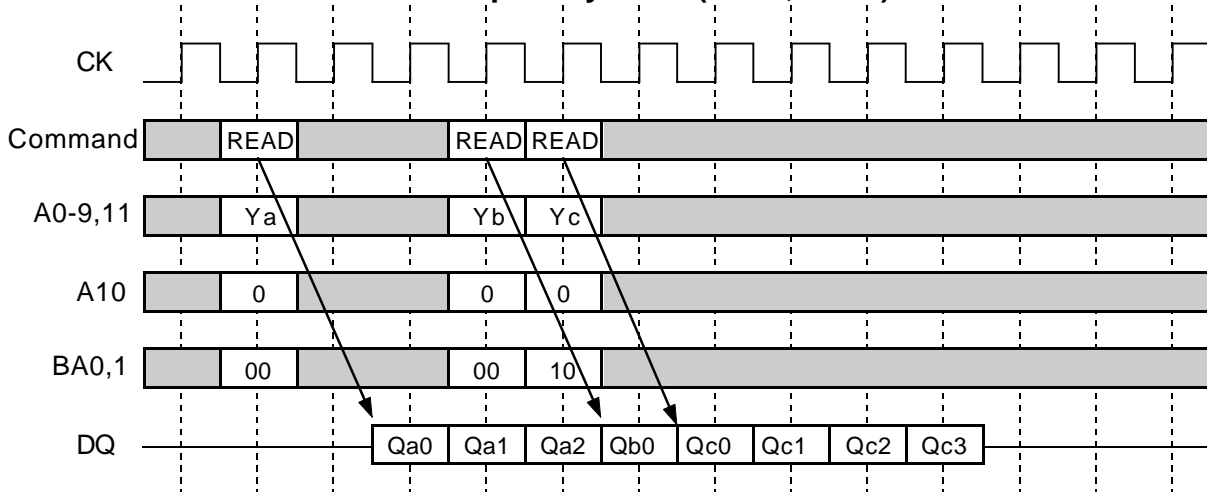 CK
Command READ READ READ
A0-9,11 Ya Yb Yc
A10 0 0 0
BA0,1 00 00 10
DQ Qa0 Qa1 Qa2 Qb0 Qc0 Qc1 Qc2 Qc3